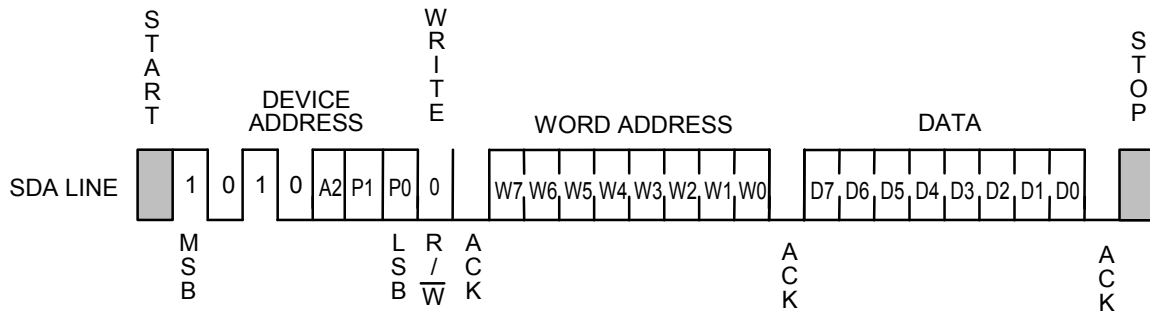 START
WRITE
STOP
DEVICE
ADDRESS
WORD ADDRESS
DATA
SDA LINE
1 0 1 0 A2 P1 P0 0
W7 W6 W5 W4 W3 W2 W1 W0
D7 D6 D5 D4 D3 D2 D1 D0
MSB
LSB
R/W
ACK
ACK
ACK